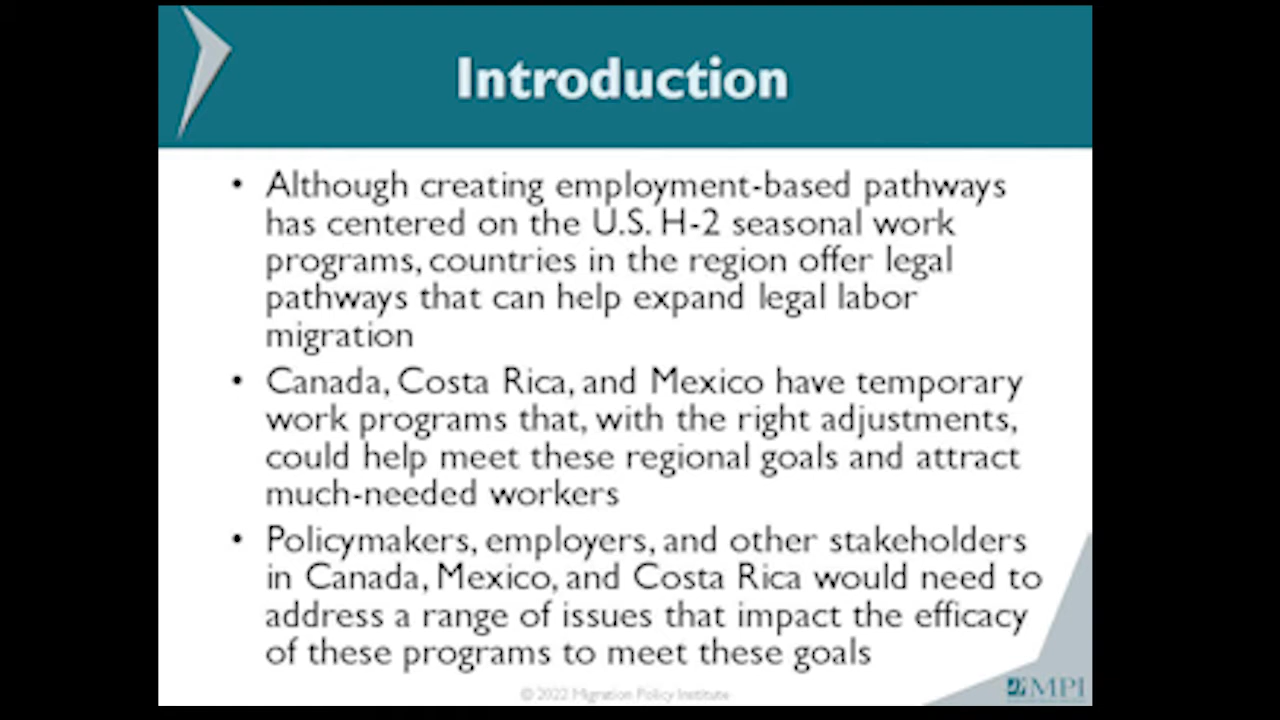 Introduction
• Although creating employment-based pathways
has centered on the U.S. H-2 seasonal work
programs, countries in the region offer legal
pathways that can help expand legal labor
migration
• Canada, Costa Rica, and Mexico have temporary
work programs that, with the right adjustments,
could help meet these regional goals and attract
much-needed workers
• Policymakers, employers, and other stakeholders
in Canada, Mexico, and Costa Rica would need to
address a range of issues that impact the efficacy
of these programs to meet these goals
© 2022 Migration Policy Institute
MPI